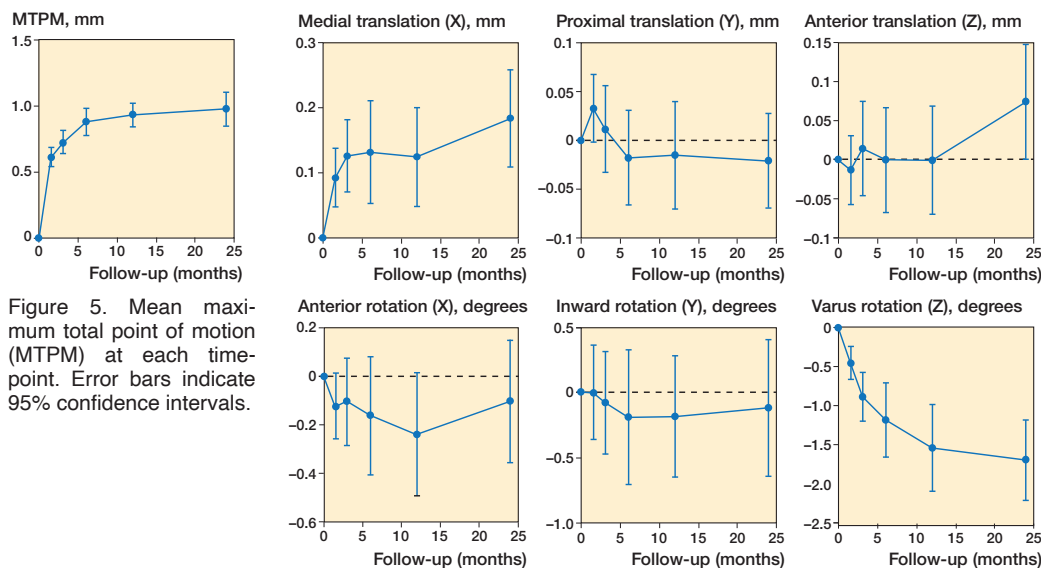 MTPM, mm
1.5
1.0
0.5
0
0 5 10 15 20 25
Follow-up (months)
Figure 5. Mean maxi-
mum total point of motion
(MTPM) at each time-
point. Error bars indicate
95% confidence intervals.
Medial translation (X), mm
0.3
0.2
0.1
0
0 5 10 15 20 25
Follow-up (months)
Proximal translation (Y), mm
0.1
0.05
0
−0.05
−0.1
0 5 10 15 20 25
Follow-up (months)
Anterior translation (Z), mm
0.15
0.1
0.05
0
−0.05
−0.1
0 5 10 15 20 25
Follow-up (months)
Anterior rotation (X), degrees
0.2
0
−0.2
−0.4
−0.6
0 5 10 15 20 25
Follow-up (months)
Inward rotation (Y), degrees
0.5
0
−0.5
−1.0
0 5 10 15 20 25
Follow-up (months)
Varus rotation (Z), degrees
0
−0.5
−1.0
−1.5
−2.0
−2.5
0 5 10 15 20 25
Follow-up (months)